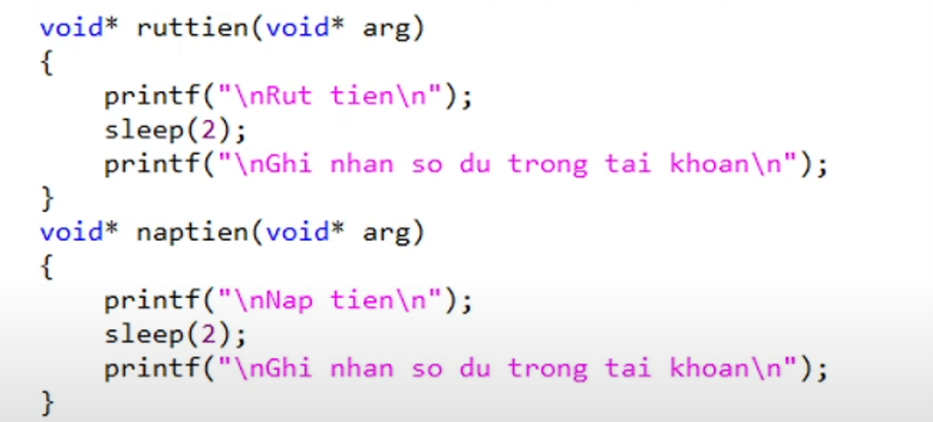 void* ruttien(void* arg)
{
    printf("\nRut tien\n");
    sleep(2);
    printf("\nGhi nhan so du trong tai khoan\n");
}
void* naptien(void* arg)
{
    printf("\nNap tien\n");
    sleep(2);
    printf("\nGhi nhan so du trong tai khoan\n");
}